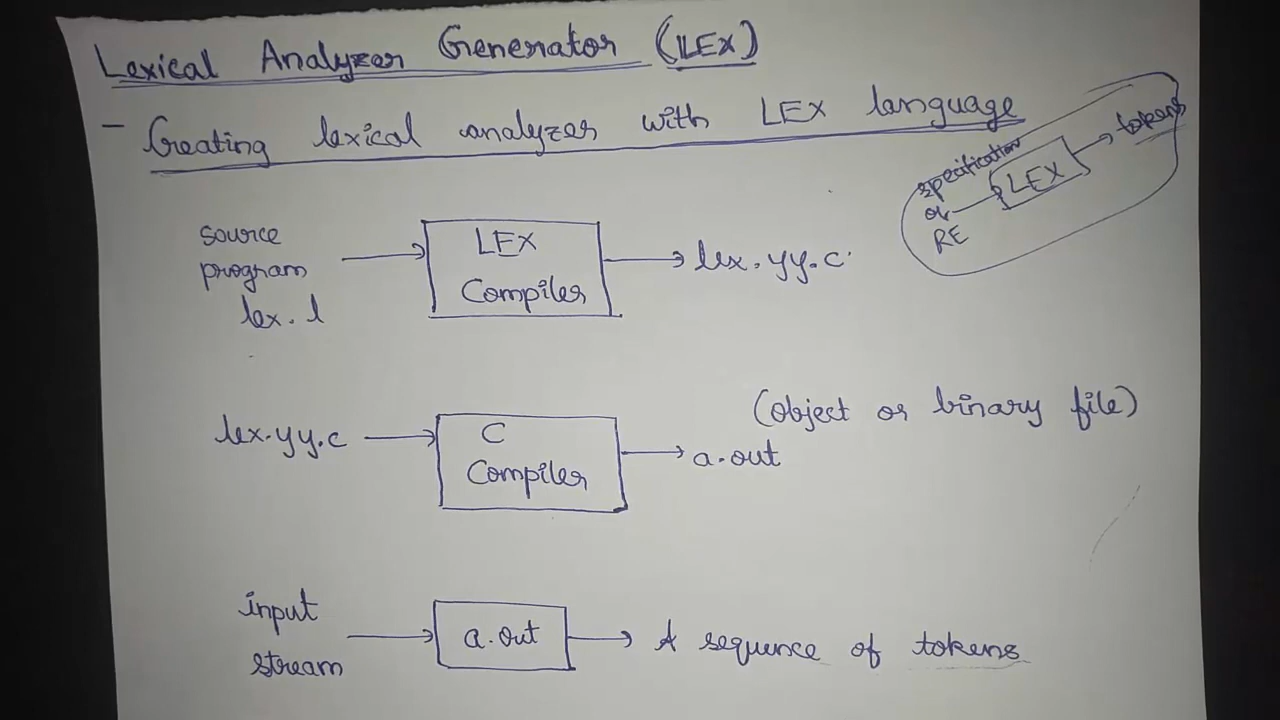 Lexical Analyzer Generator (LEX)
- Creating lexical analyzer with LEX language
specification
or
RE
LEX
tokens
source
program
lex.l
LEX
Compiler
lex.yy.c
lex.yy.c
C
Compiler
(object or binary file)
a.out
input
stream
a.out
A sequence of tokens